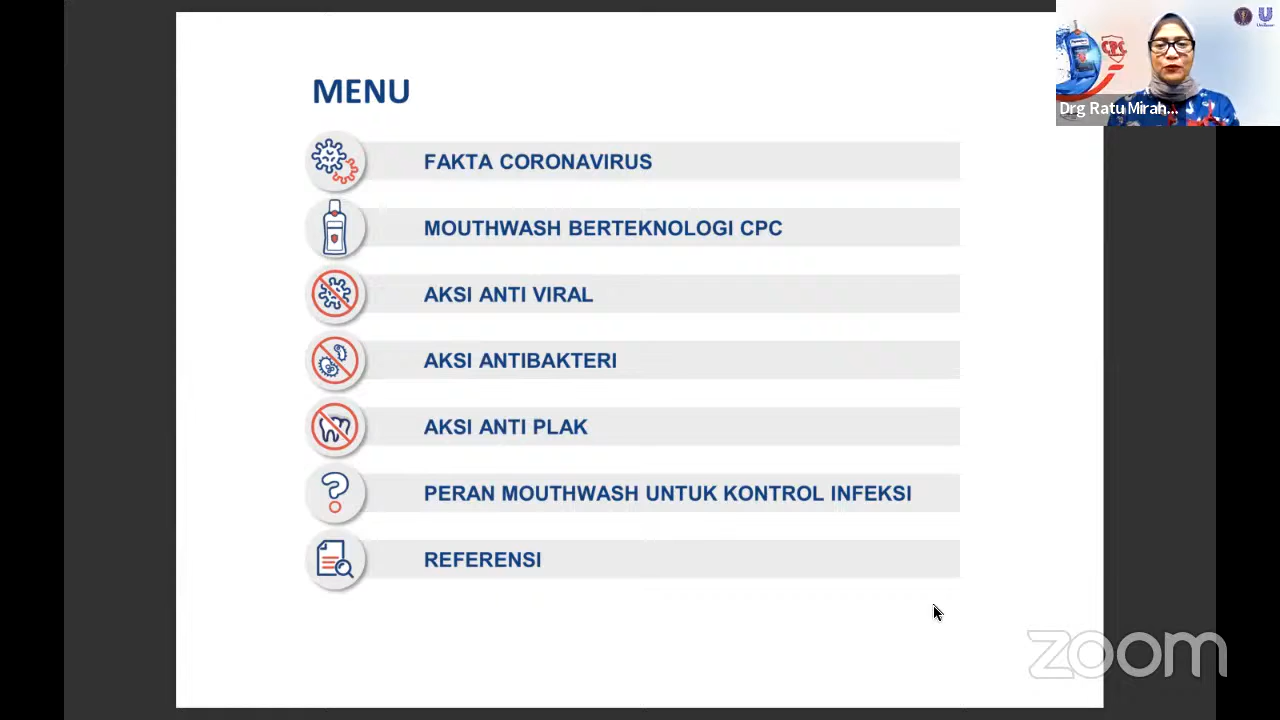 MENU
FAKTA CORONAVIRUS
MOUTHWASH BERTEKNOLOGI CPC
AKSI ANTI VIRAL
AKSI ANTIBAKTERI
AKSI ANTI PLAK
PERAN MOUTHWASH UNTUK KONTROL INFEKSI
REFERENSI
CPC
Drg Ratu Mirah...
zoom